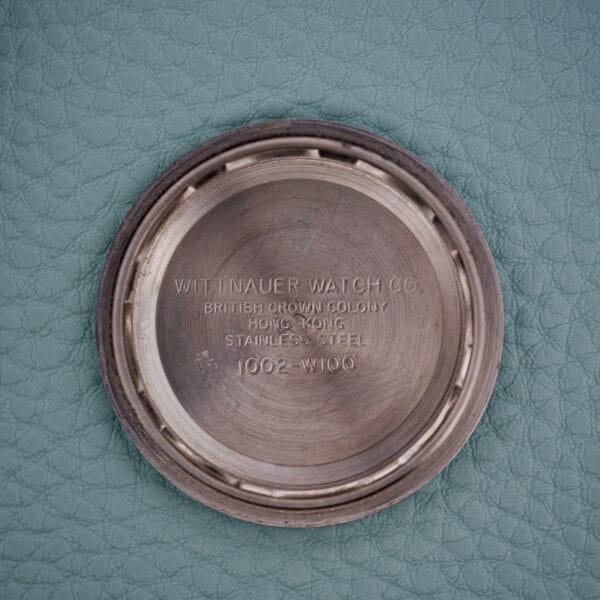 WITTNAUER WATCH CO.
BRITISH CROWN COLONY
HONG KONG
STAINLESS STEEL
1002-W100